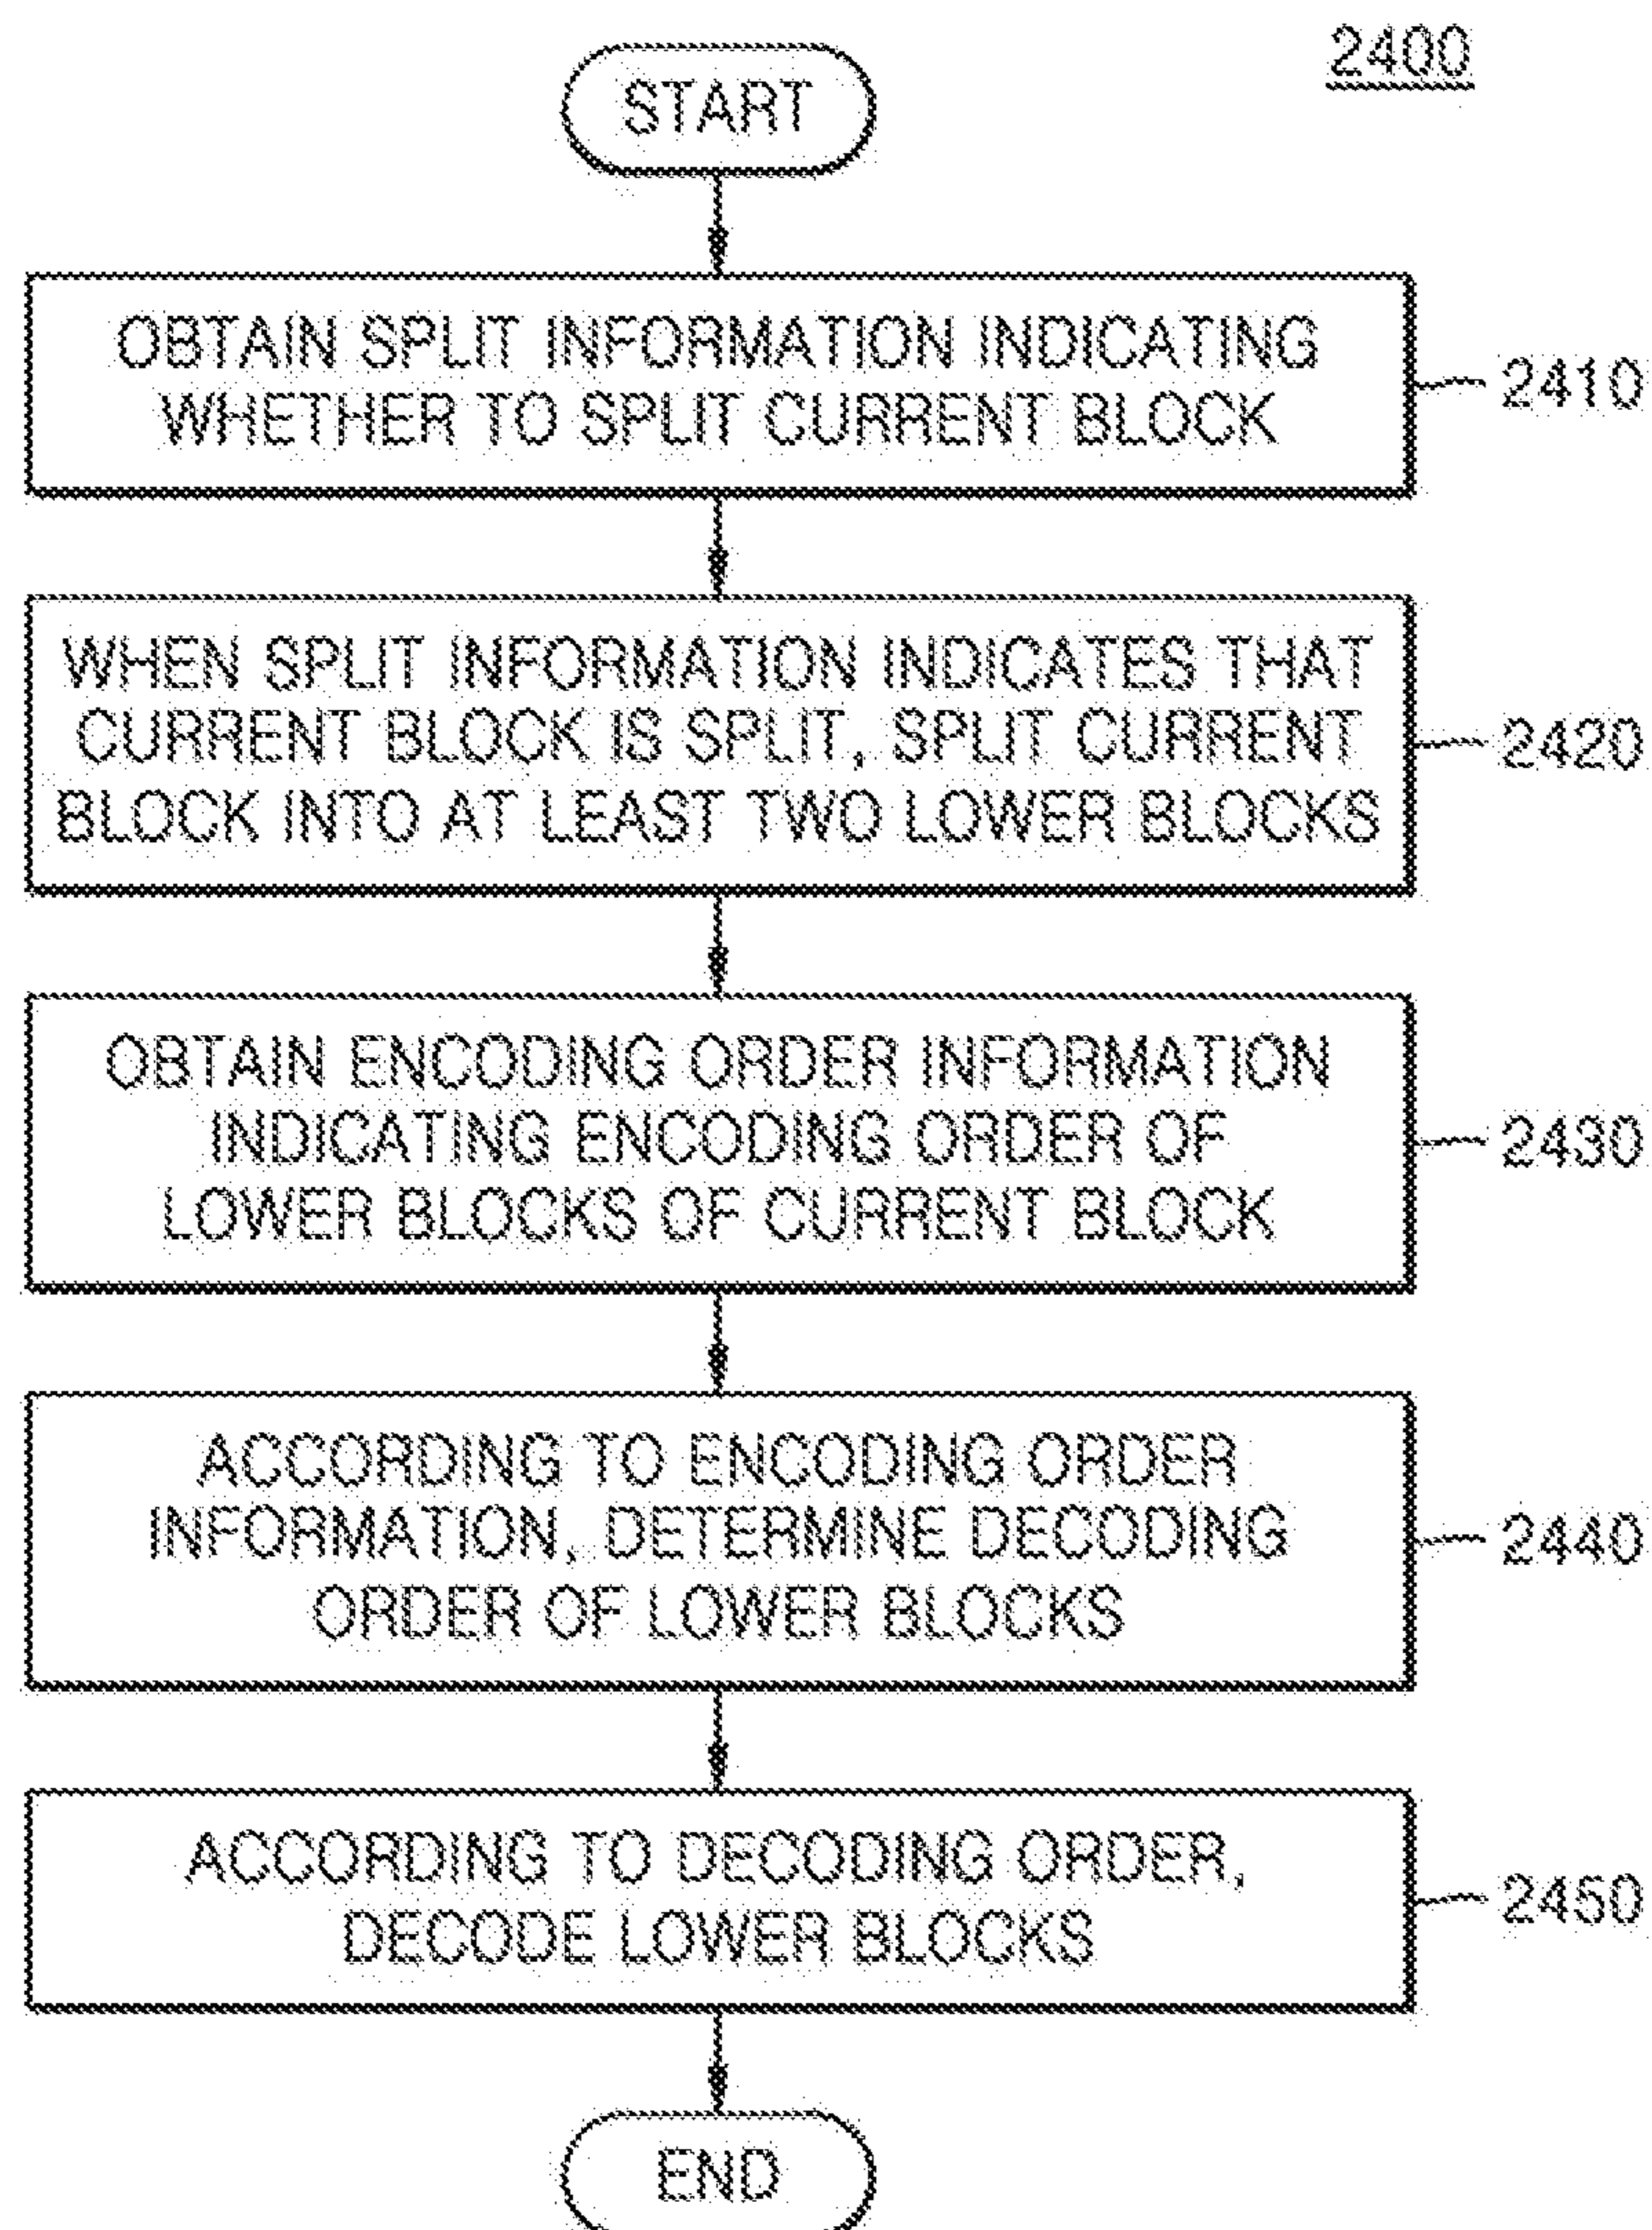 2400
START
OBTAIN SPLIT INFORMATION INDICATING
WHETHER TO SPLIT CURRENT BLOCK
2410
WHEN SPLIT INFORMATION INDICATES THAT
CURRENT BLOCK IS SPLIT, SPLIT CURRENT
BLOCK INTO AT LEAST TWO LOWER BLOCKS
2420
OBTAIN ENCODING ORDER INFORMATION
INDICATING ENCODING ORDER OF
LOWER BLOCKS OF CURRENT BLOCK
2430
ACCORDING TO ENCODING ORDER
INFORMATION, DETERMINE DECODING
ORDER OF LOWER BLOCKS
2440
ACCORDING TO DECODING ORDER,
DECODE LOWER BLOCKS
2450
END